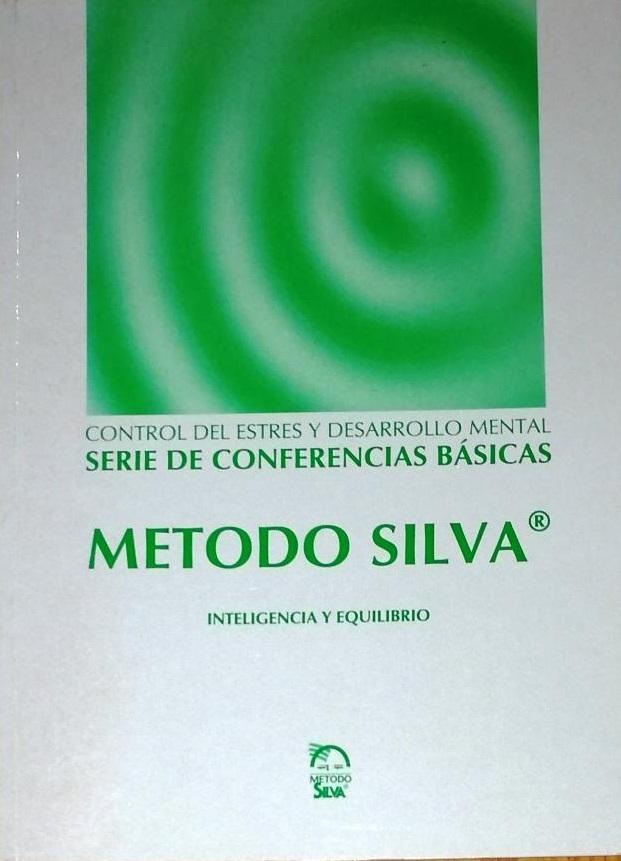 CONTROL DEL ESTRES Y DESARROLLO MENTAL
SERIE DE CONFERENCIAS BÁSICAS
METODO SILVA®
INTELIGENCIA Y EQUILIBRIO
METODO
SILVA®